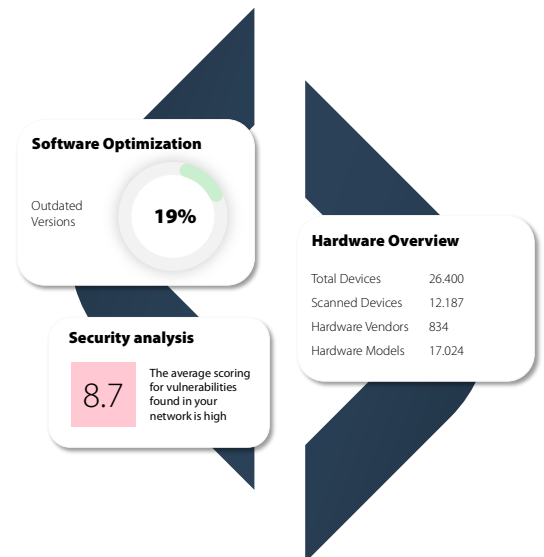 Software Optimization
Outdated
Versions
19%
Security analysis
8.7
The average scoring
for vulnerabilities
found in your
network is high
Hardware Overview
Total Devices 26.400
Scanned Devices 12.187
Hardware Vendors 834
Hardware Models 17.024